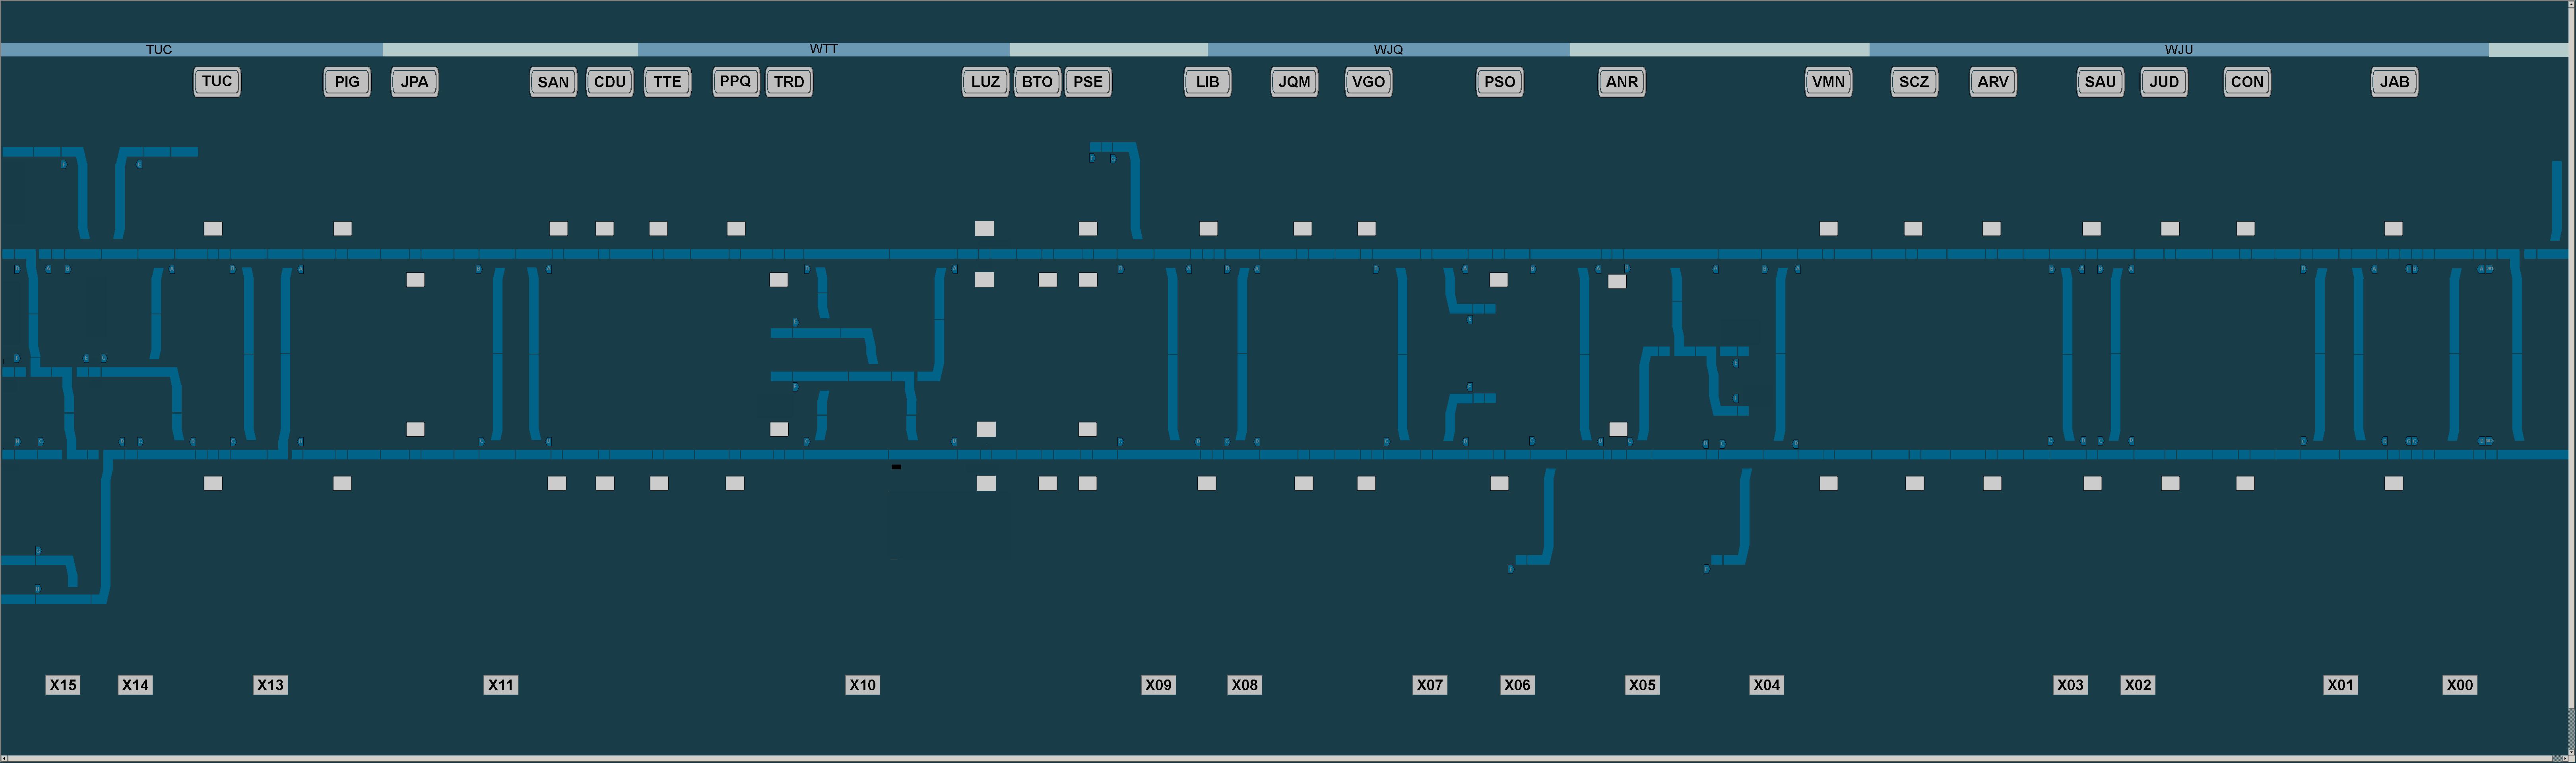 TUC WTT WJQ WJU
TUC PIG JPA SAN CDU TTE PPQ TRD LUZ BTO PSE LIB JQM VGO PSO ANR VMN SCZ ARV SAU JUD CON JAB
X15 X14 X13 X11 X10 X09 X08 X07 X06 X05 X04 X03 X02 X01 X00